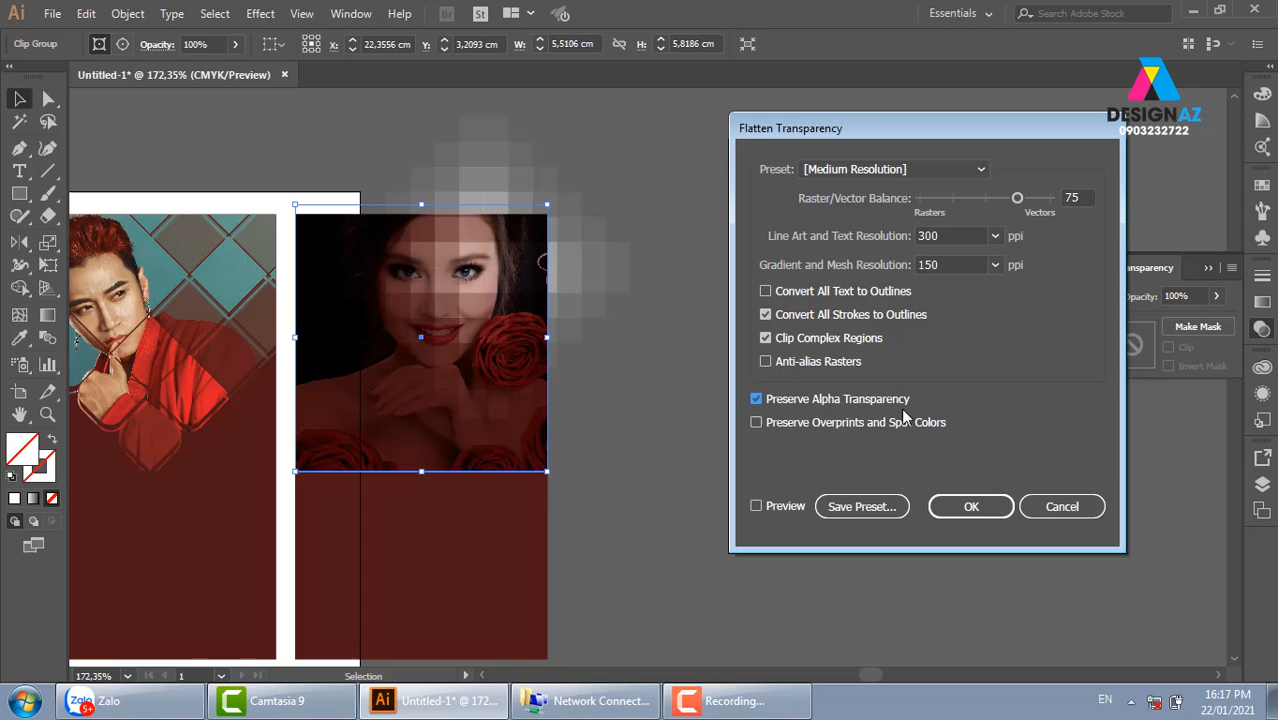 Ai File Edit Object Type Select Effect View Window Help Br St Essentials Search Adobe Stock
Clip Group Opacity: 100% X: 22,3556 cm Y: 3,2093 cm W: 5,5106 cm H: 5,8186 cm
Untitled-1* @ 172,35% (CMYK/Preview)
DESIGNAZ
0903232722
Flatten Transparency
Preset: [Medium Resolution]
Raster/Vector Balance: 75
Rasters Vectors
Line Art and Text Resolution: 300 ppi
Gradient and Mesh Resolution: 150 ppi
Convert All Text to Outlines
Convert All Strokes to Outlines
Clip Complex Regions
Anti-alias Rasters
Preserve Alpha Transparency
Preserve Overprints and Spot Colors
Preview Save Preset... OK Cancel
Opacity: 100%
Make Mask
Clip
Invert Mask
172,35% 1 Selection
Zalo Zalo 5+ Camtasia 9 Ai Untitled-1* @ 172... Network Connect... Recording... EN 16:17 PM
22/01/2021